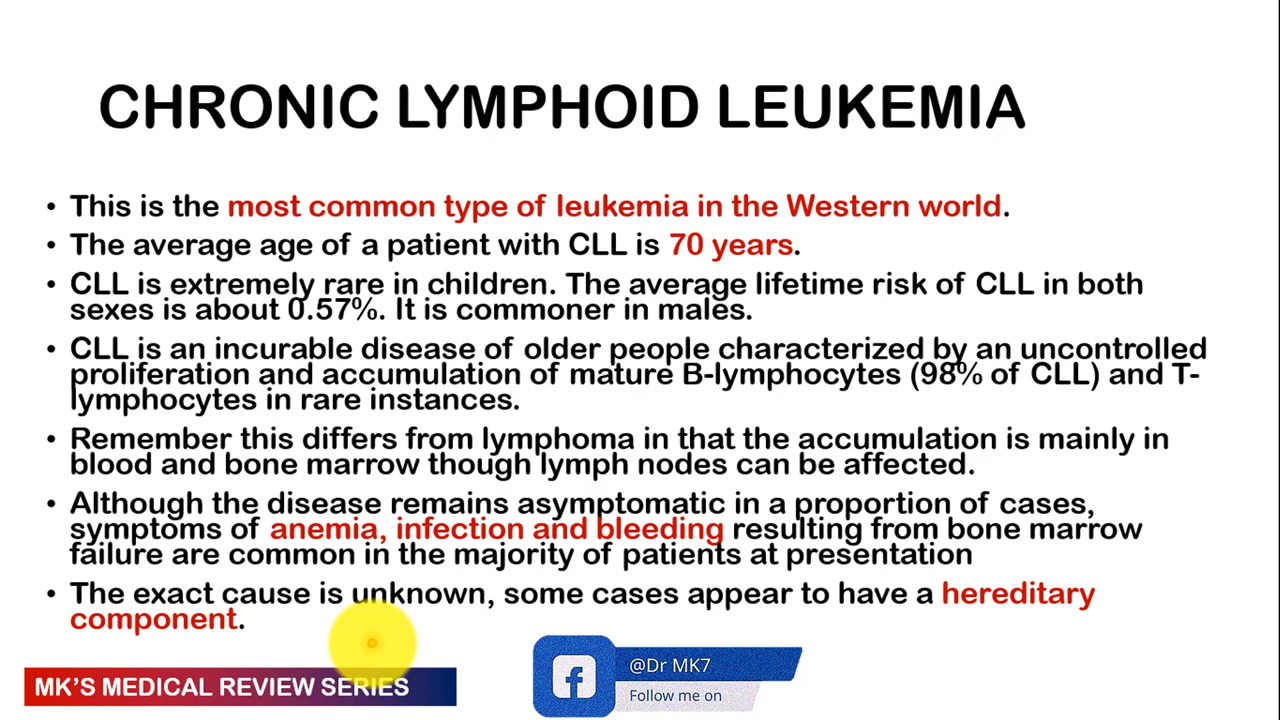 CHRONIC LYMPHOID LEUKEMIA
• This is the most common type of leukemia in the Western world.
• The average age of a patient with CLL is 70 years.
• CLL is extremely rare in children. The average lifetime risk of CLL in both
sexes is about 0.57%. It is commoner in males.
• CLL is an incurable disease of older people characterized by an uncontrolled
proliferation and accumulation of mature B-lymphocytes (98% of CLL) and T-
lymphocytes in rare instances.
• Remember this differs from lymphoma in that the accumulation is mainly in
blood and bone marrow though lymph nodes can be affected.
• Although the disease remains asymptomatic in a proportion of cases,
symptoms of anemia, infection and bleeding resulting from bone marrow
failure are common in the majority of patients at presentation
• The exact cause is unknown, some cases appear to have a hereditary
component.
MK'S MEDICAL REVIEW SERIES
@Dr MK7
Follow me on